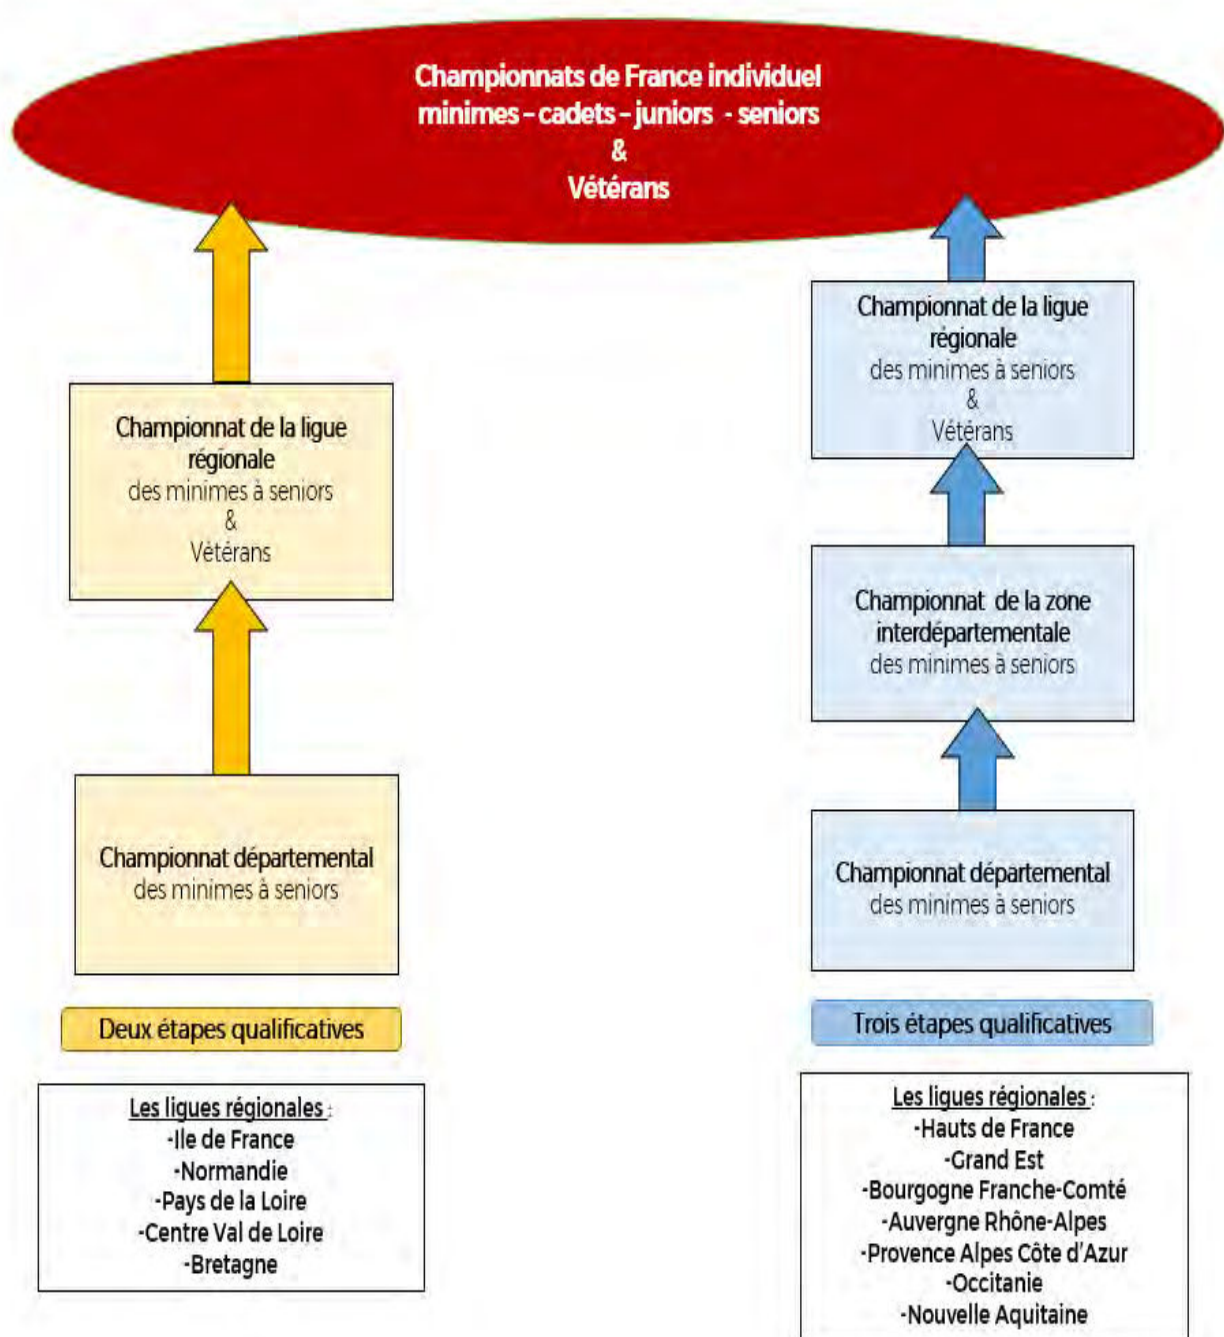 Championnats de France individuel
minimes – cadets – juniors - seniors
&
Vétérans
Championnat de la ligue
régionale
des minimes à seniors
&
Vétérans
Championnat départemental
des minimes à seniors
Deux étapes qualificatives
Les ligues régionales :
-Ile de France
-Normandie
-Pays de la Loire
-Centre Val de Loire
-Bretagne
Championnat de la ligue
régionale
des minimes à seniors
&
Vétérans
Championnat de la zone
interdépartementale
des minimes à seniors
Championnat départemental
des minimes à seniors
Trois étapes qualificatives
Les ligues régionales :
-Hauts de France
-Grand Est
-Bourgogne Franche-Comté
-Auvergne Rhône-Alpes
-Provence Alpes Côte d'Azur
-Occitanie
-Nouvelle Aquitaine